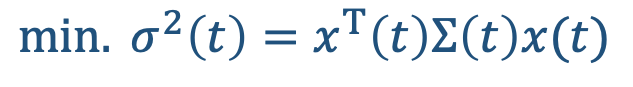 min. σ²(t) = xᵀ(t)Σ(t)x(t)